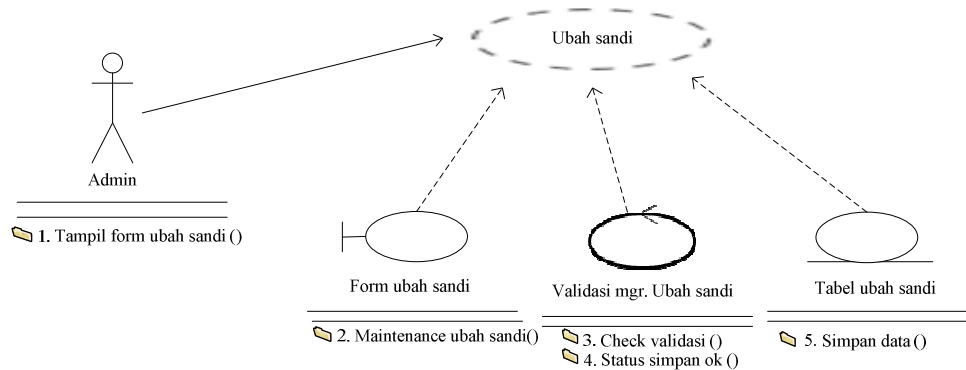 Ubah sandi
Admin
1. Tampil form ubah sandi ()
Form ubah sandi
2. Maintenance ubah sandi()
Validasi mgr. Ubah sandi
3. Check validasi ()
4. Status simpan ok ()
Tabel ubah sandi
5. Simpan data ()